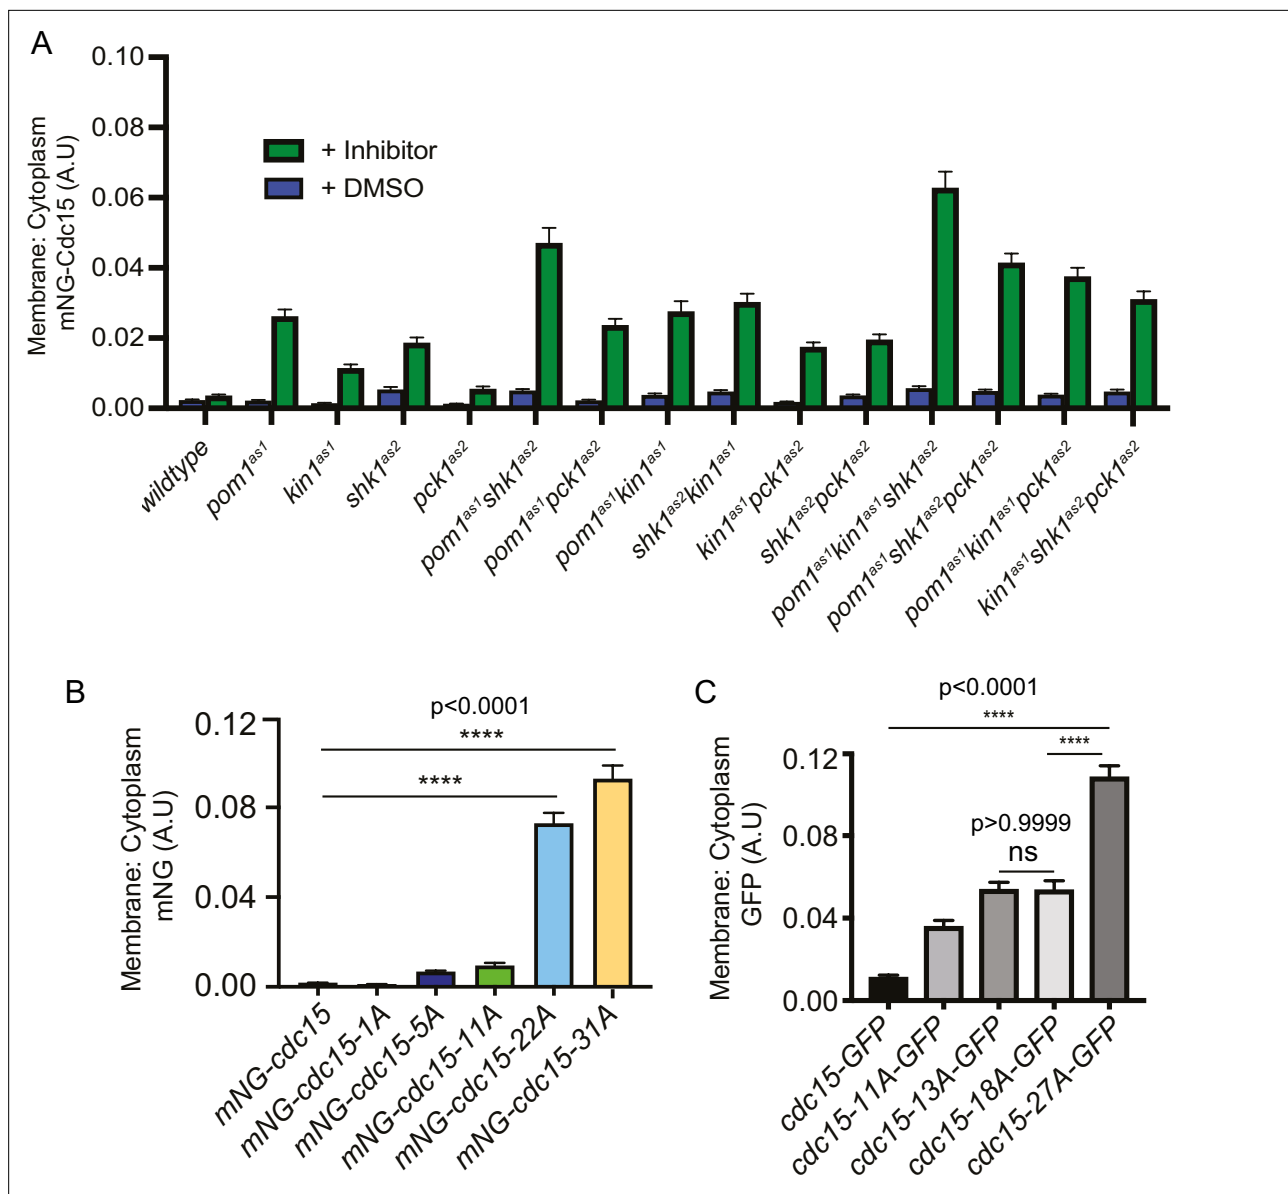 A
Membrane: Cytoplasm
mNG-Cdc15 (A.U)
0.10
0.08
0.06
0.04
0.02
0.00
+ Inhibitor
+ DMSO
wildtype
pom1as1
kin1as1
shk1as2
pck1as2
pom1as1shk1as2
pom1as1pck1as2
pom1as1kin1as1
shk1as2kin1as1
kin1as1pck1as2
shk1as2pck1as2
pom1as1kin1as1shk1as2
pom1as1shk1as2pck1as2
pom1as1kin1as1pck1as2
kin1as1shk1as2pck1as2
B
Membrane: Cytoplasm
mNG (A.U)
0.12
0.08
0.04
0.00
p<0.0001
****
****
mNG-cdc15
mNG-cdc15-1A
mNG-cdc15-5A
mNG-cdc15-11A
mNG-cdc15-22A
mNG-cdc15-31A
C
Membrane: Cytoplasm
GFP (A.U)
0.12
0.08
0.04
0.00
p<0.0001
****
****
p>0.9999
ns
cdc15-GFP
cdc15-11A-GFP
cdc15-13A-GFP
cdc15-18A-GFP
cdc15-27A-GFP